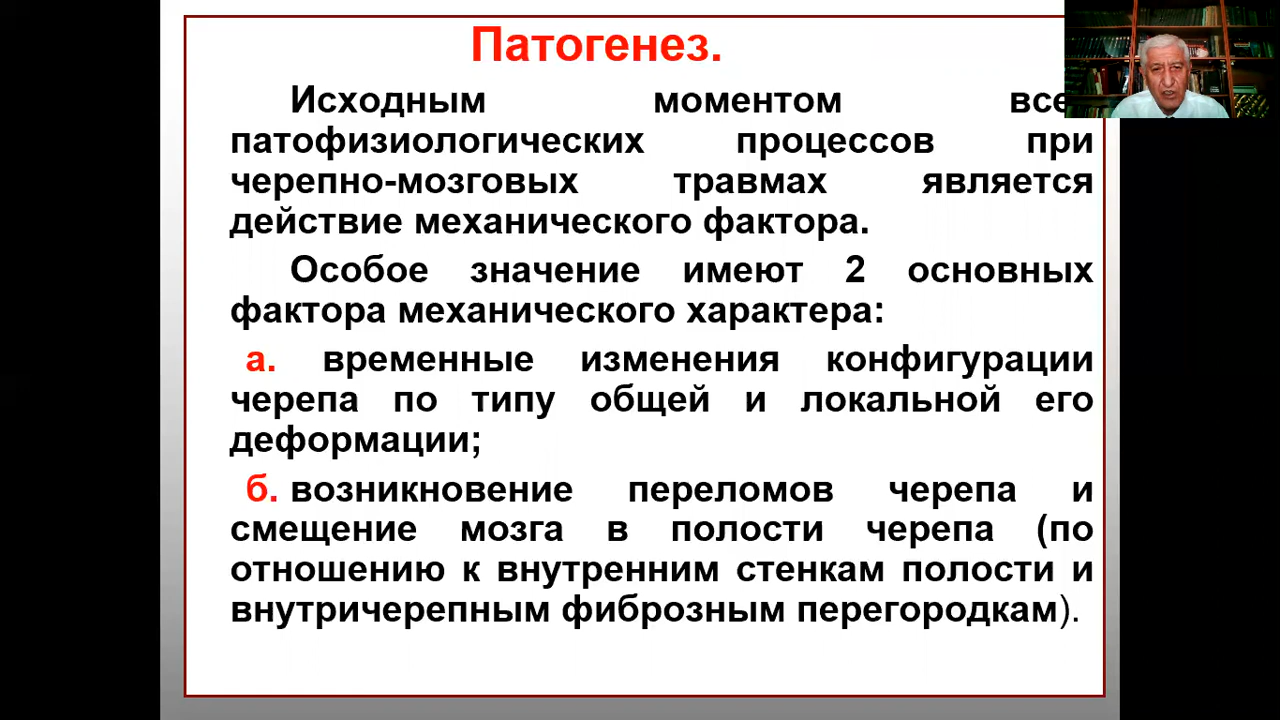 Патогенез.
Исходным моментом все
патофизиологических процессов при
черепно-мозговых травмах является
действие механического фактора.
Особое значение имеют 2 основных
фактора механического характера:
а. временные изменения конфигурации
черепа по типу общей и локальной его
деформации;
б. возникновение переломов черепа и
смещение мозга в полости черепа (по
отношению к внутренним стенкам полости и
внутричерепным фиброзным перегородкам).